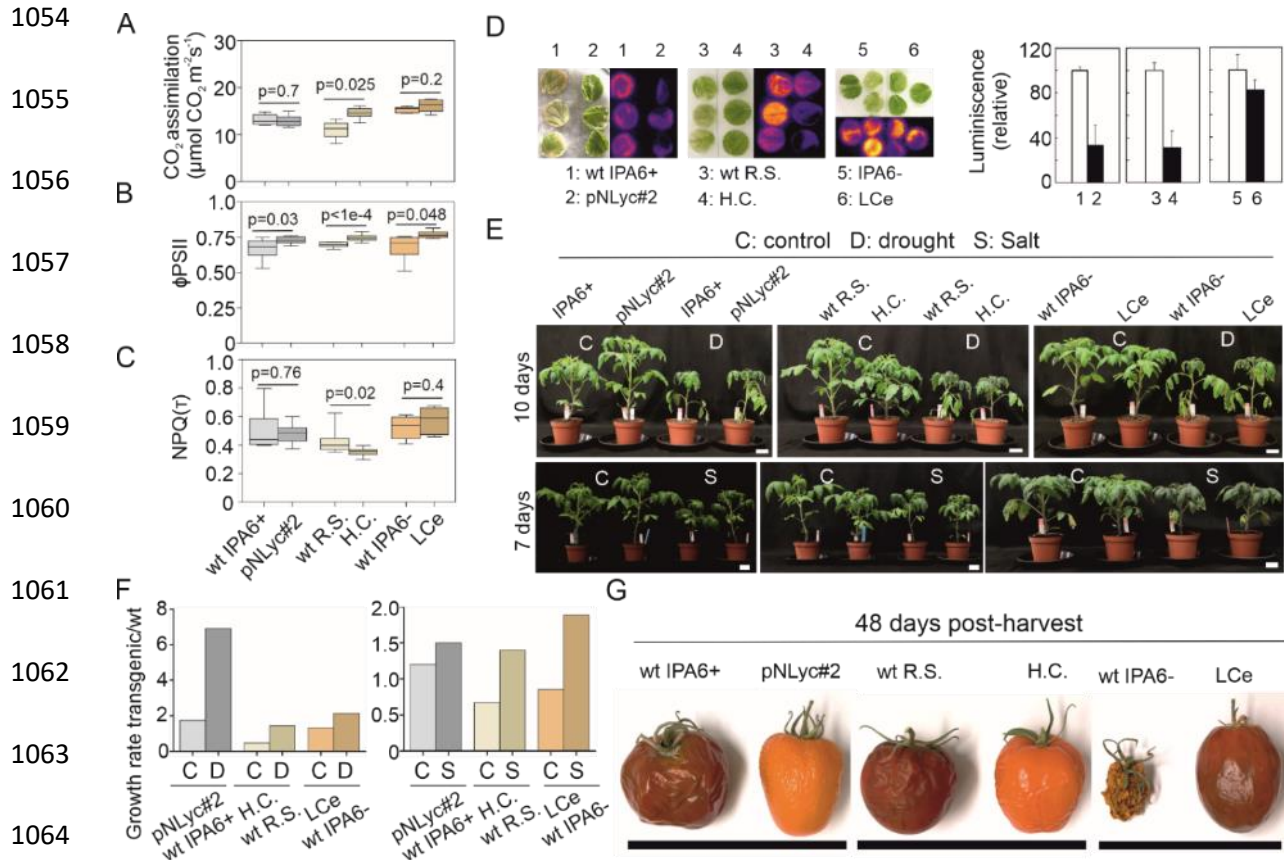 1054
1055
1056
1057
1058
1059
1060
1061
1062
1063
1064
A
CO2 assimilation
(μmol CO2 m-2s-1)
30
20
10
0
p=0.7
p=0.025
p=0.2
B
ϕPSII
1.0
0.75
0.50
0.25
0
p=0.03
p<1e-4
p=0.048
C
NPQ(τ)
1.0
0.8
0.6
0.4
0.2
0
p=0.76
p=0.02
p=0.4
wt IPA6+
pNLyc#2
wt R.S.
H.C.
wt IPA6-
LCe
D
1 2 1 2 3 4 3 4 5 6
1: wt IPA6+ 3: wt R.S. 5: IPA6-
2: pNLyc#2 4: H.C. 6: LCe
Luminiscence
(relative)
120
80
40
0
1 2 3 4 5 6
E
C: control D: drought S: Salt
IPA6+ pNLyc#2 IPA6+ pNLyc#2 wt R.S. H.C. wt R.S. H.C. wt IPA6- LCe wt IPA6- LCe
10 days
C D C D C D
7 days
C S C S C S
F
Growth rate transgenic/wt
8
6
4
2
0
C D C D C D
pNLyc#2 H.C. LCe
wt IPA6+ wt R.S. wt IPA6-
2.0
1.5
1.0
0.5
0.0
C S C S C S
pNLyc#2 H.C. LCe
wt IPA6+ wt R.S. wt IPA6-
G
48 days post-harvest
wt IPA6+ pNLyc#2 wt R.S. H.C. wt IPA6- LCe